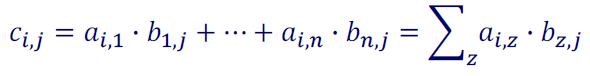 c_{i,j} = a_{i,1} · b_{1,j} + ⋯ + a_{i,n} · b_{n,j} = ∑_z a_{i,z} · b_{z,j}